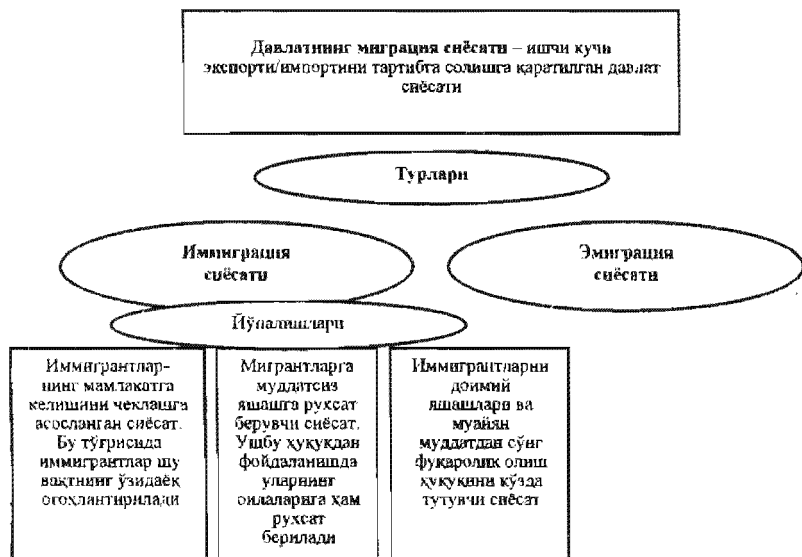 Давлатнинг миграция сиёсати – ишчи кучи
экспорти/импортини тартибга солишга қаратилган давлат
сиёсати
Турлари
Иммиграция
сиёсати
Эмиграция
сиёсати
Йўналишлари
Иммигрантлар-
нинг мамлакатга
келишини чеклашга
асосланган сиёсат.
Бу тўғрисида
иммигрантлар шу
вақтнинг ўзидаёқ
огоҳлантирилади
Мигрантларга
муддатсиз
яшашга рухсат
берувчи сиёсат.
Ушбу ҳуқуқдан
фойдаланишда
уларнинг
оилаларига ҳам
рухсат
берилади
Иммигрантларни
доимий
яшашлари ва
муайян
муддатдан сўнг
фуқаролик олиш
ҳуқуқини кўзда
тутувчи сиёсат